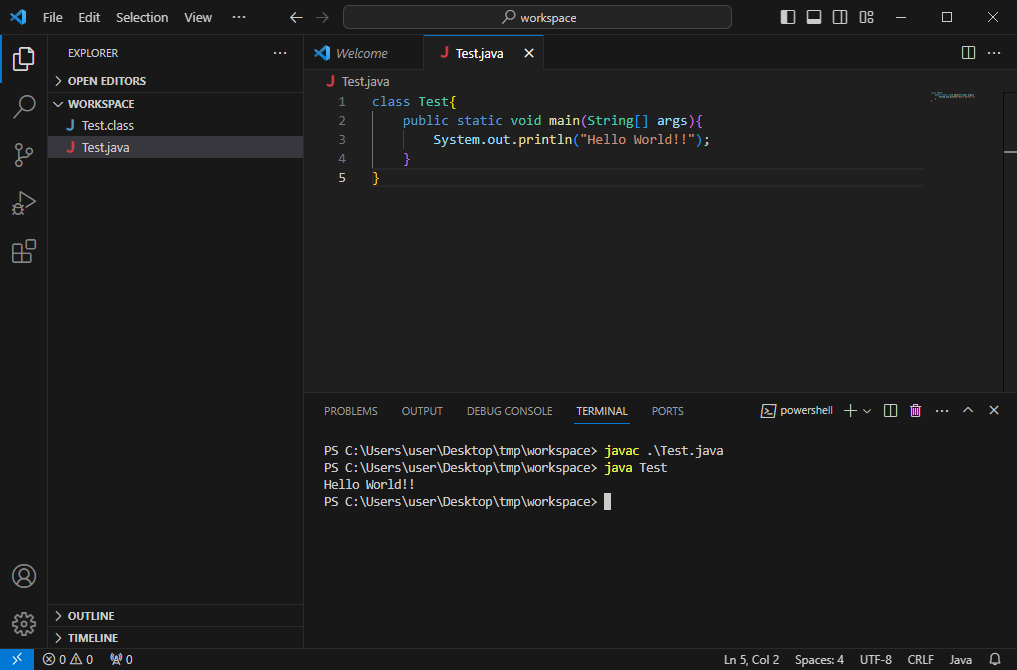 File Edit Selection View ··· workspace
EXPLORER ···
OPEN EDITORS
WORKSPACE
J Test.class
J Test.java
OUTLINE
TIMELINE
Welcome J Test.java
J Test.java
1 class Test{
2 public static void main(String[] args){
3 System.out.println("Hello World!!");
4 }
5 }
PROBLEMS OUTPUT DEBUG CONSOLE TERMINAL PORTS powershell
PS C:\Users\user\Desktop\tmp\workspace> javac .\Test.java
PS C:\Users\user\Desktop\tmp\workspace> java Test
Hello World!!
PS C:\Users\user\Desktop\tmp\workspace>
0 0 0 Ln 5, Col 2 Spaces: 4 UTF-8 CRLF Java